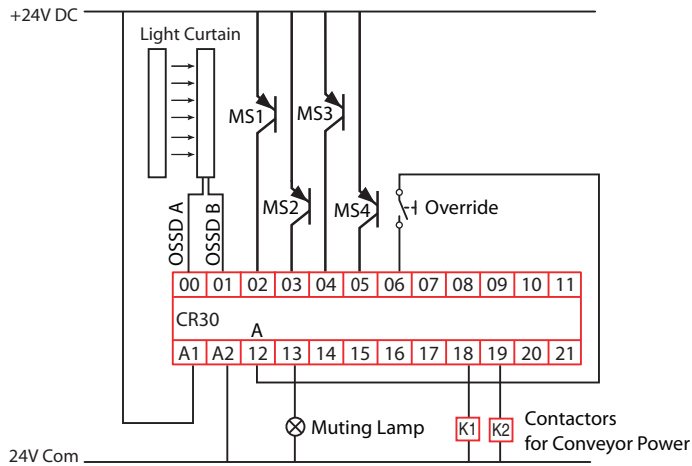 +24V DC
Light Curtain
MS1
MS3
MS2
MS4
Override
OSSD A
OSSD B
00 01 02 03 04 05 06 07 08 09 10 11
CR30
A
A1 A2 12 13 14 15 16 17 18 19 20 21
Muting Lamp
K1
K2
Contactors
for Conveyor Power
24V Com